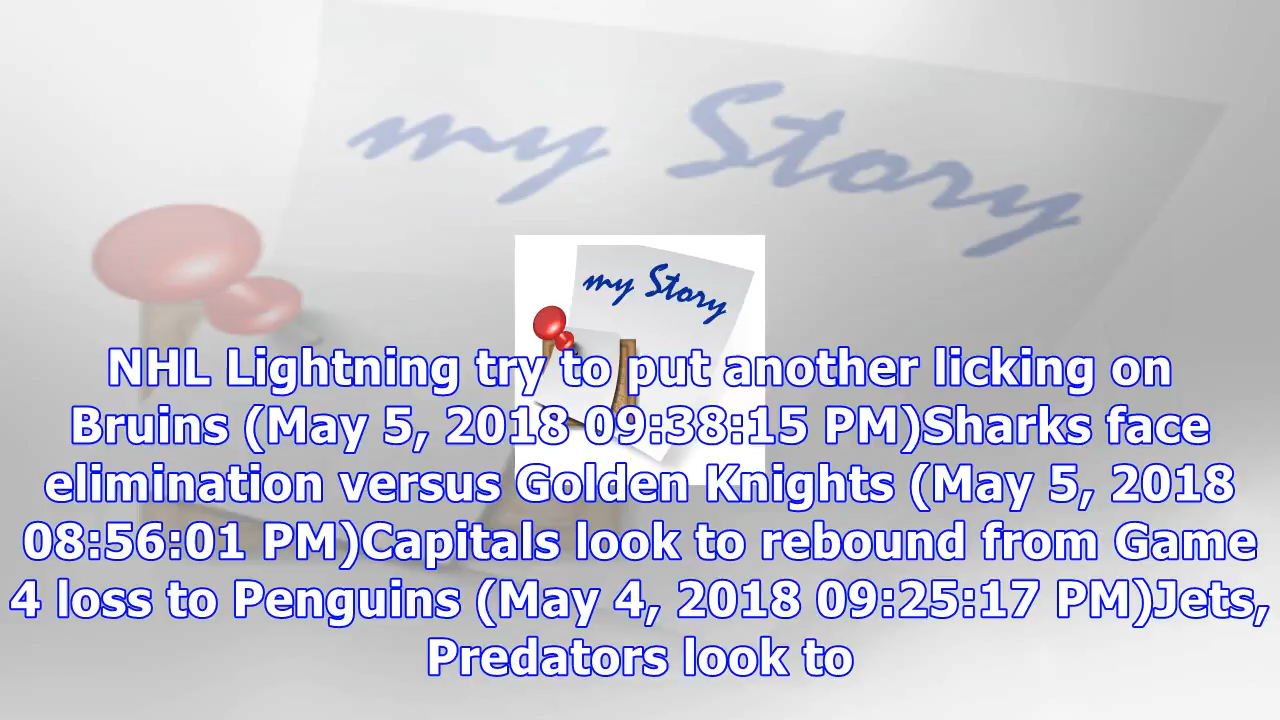 my Story
my Story
NHL Lightning try to put another licking on
Bruins (May 5, 2018 09:38:15 PM)Sharks face
elimination versus Golden Knights (May 5, 2018
08:56:01 PM)Capitals look to rebound from Game
4 loss to Penguins (May 4, 2018 09:25:17 PM)Jets,
Predators look to